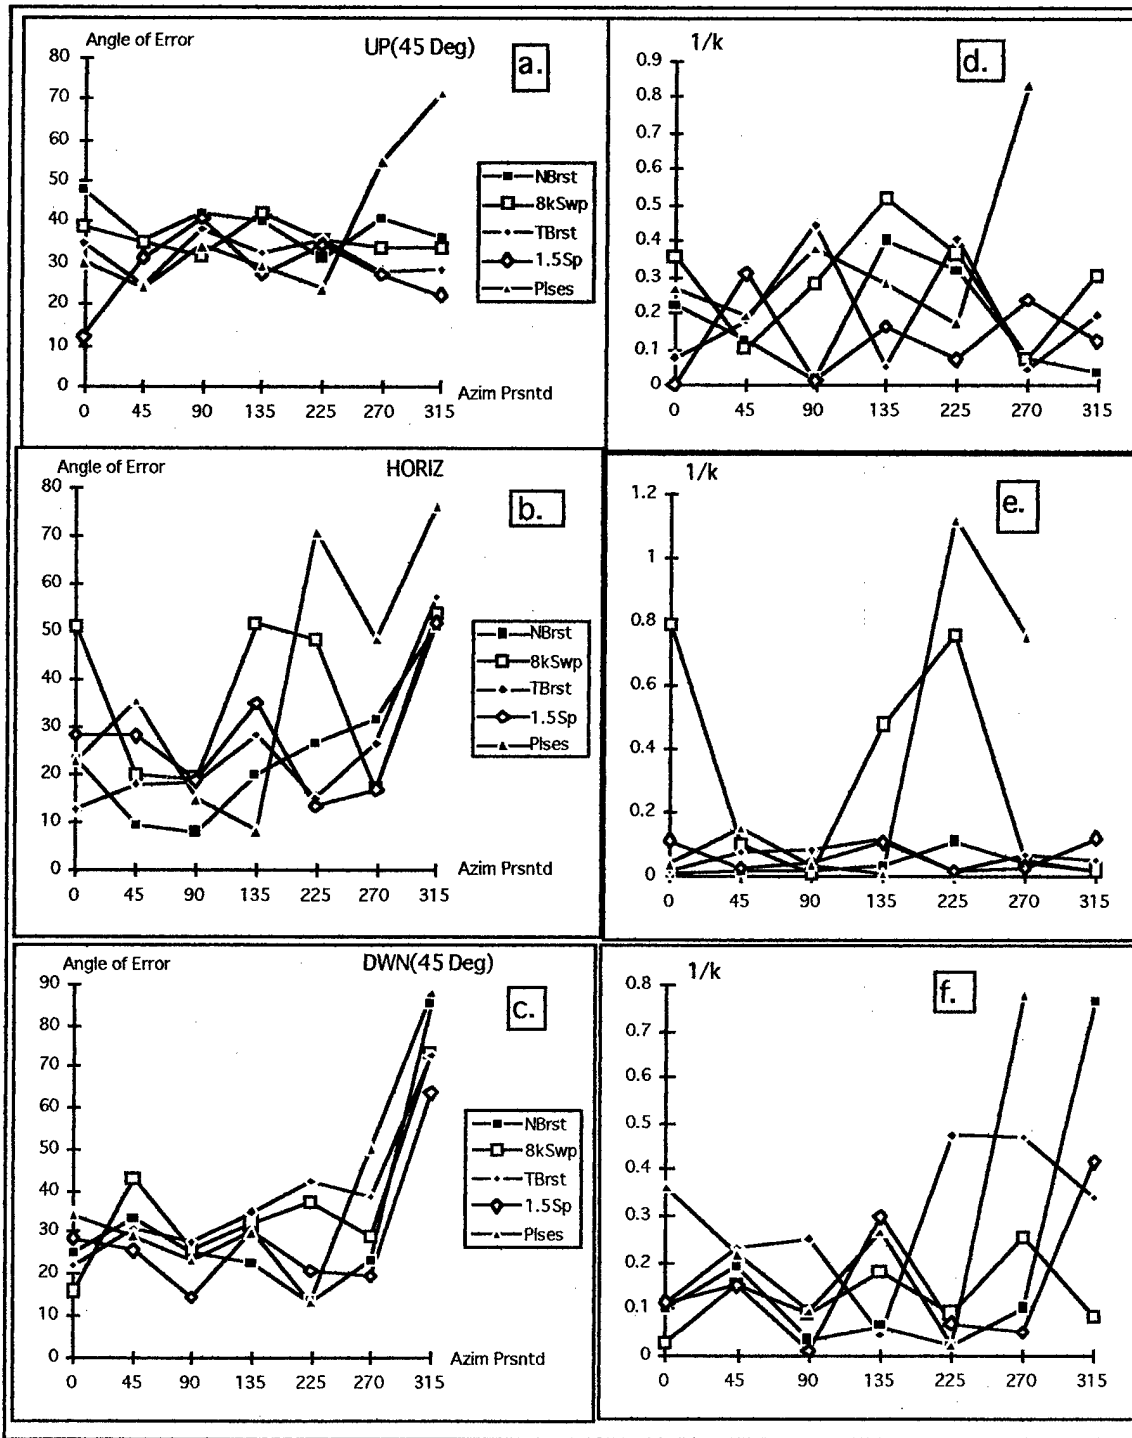 Angle of Error
UP(45 Deg)
a.
80
70
60
50
40
30
20
10
0
0 45 90 135 225 270 315
Azim Prsntd
NBrst
8kSwp
TBrst
1.5Sp
Plses
1/k
d.
0.9
0.8
0.7
0.6
0.5
0.4
0.3
0.2
0.1
0
0 45 90 135 225 270 315
Angle of Error
HORIZ
b.
80
70
60
50
40
30
20
10
0
0 45 90 135 225 270 315
Azim Prsntd
NBrst
8kSwp
TBrst
1.5Sp
Plses
1/k
e.
1.2
1
0.8
0.6
0.4
0.2
0
0 45 90 135 225 270 315
Angle of Error
DWN(45 Deg)
c.
90
80
70
60
50
40
30
20
10
0
0 45 90 135 225 270 315
Azim Prsntd
NBrst
8kSwp
TBrst
1.5Sp
Plses
1/k
f.
0.8
0.7
0.6
0.5
0.4
0.3
0.2
0.1
0
0 45 90 135 225 270 315